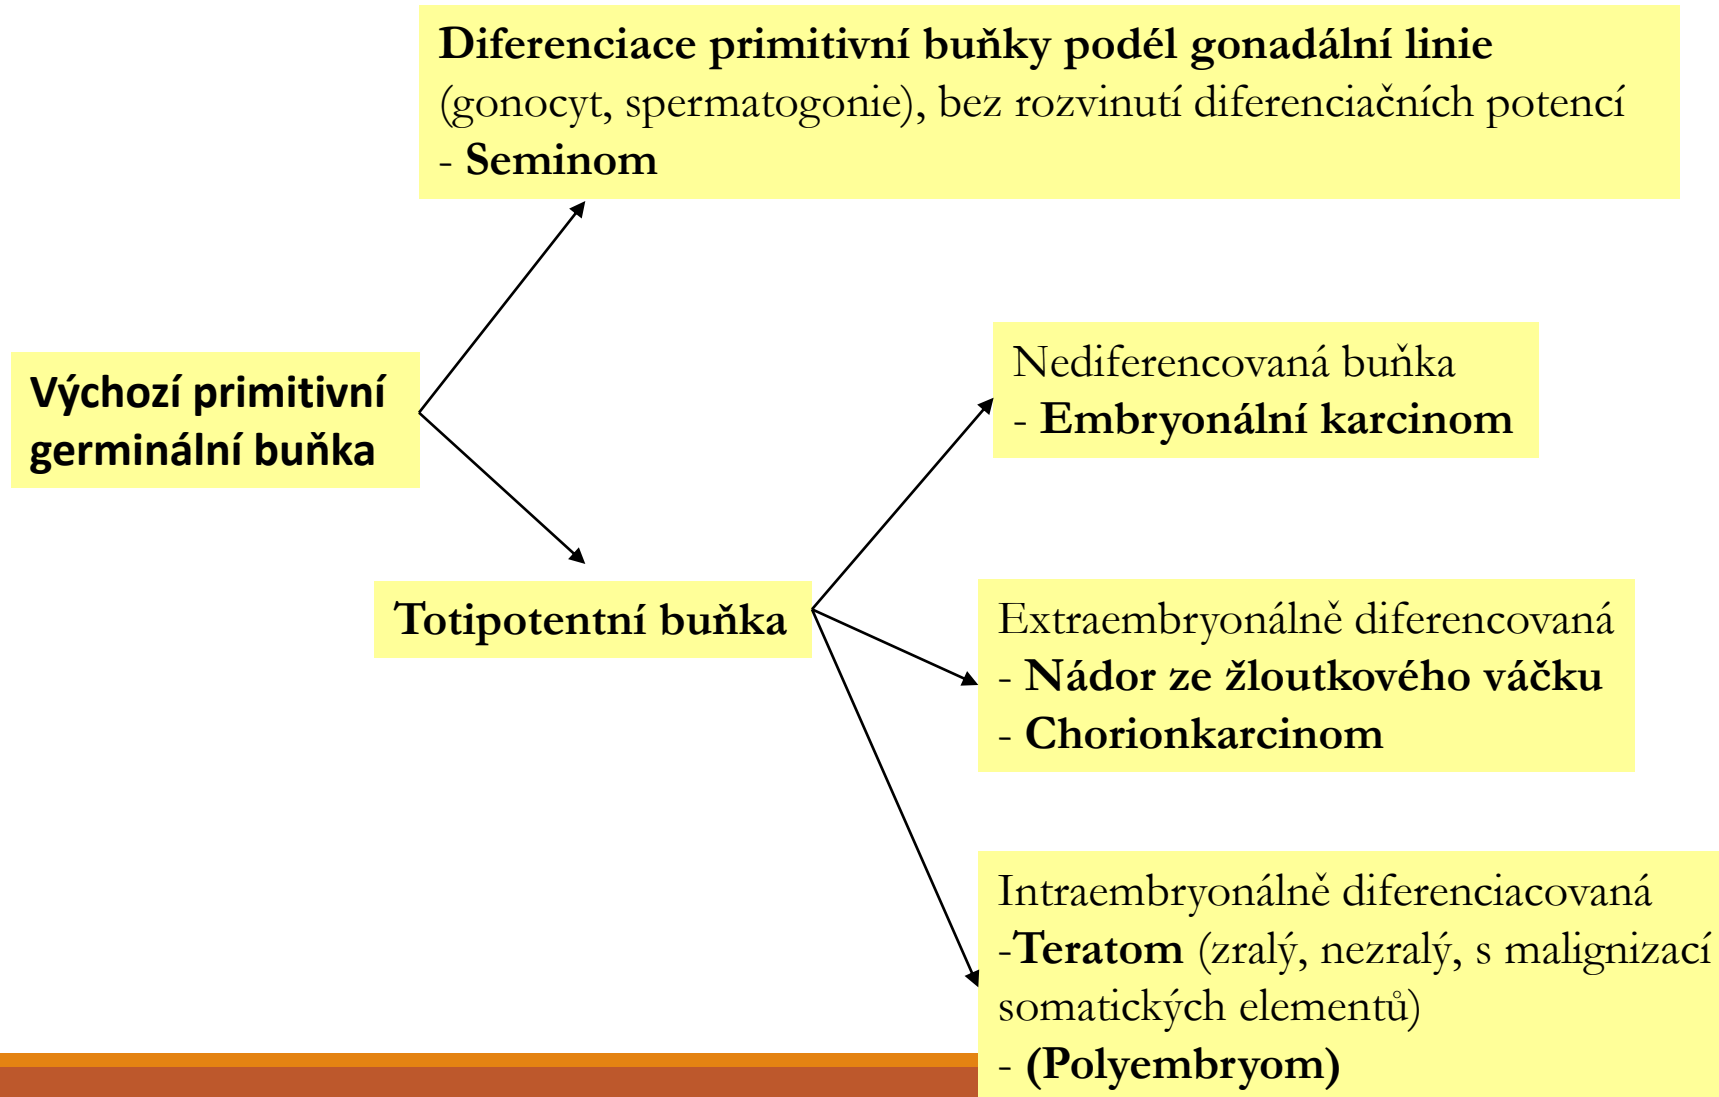 Diferenciace primitivní buňky podél gonadální linie
(gonocyt, spermatogonie), bez rozvinutí diferenciačních potencí
- Seminom
Výchozí primitivní
germinální buňka
Totipotentní buňka
Nediferencovaná buňka
- Embryonální karcinom
Extraembryonálně diferencovaná
- Nádor ze žloutkového váčku
- Chorionkarcinom
Intraembryonálně diferenciacovaná
-Teratom (zralý, nezralý, s malignizací
somatických elementů)
- (Polyembryom)